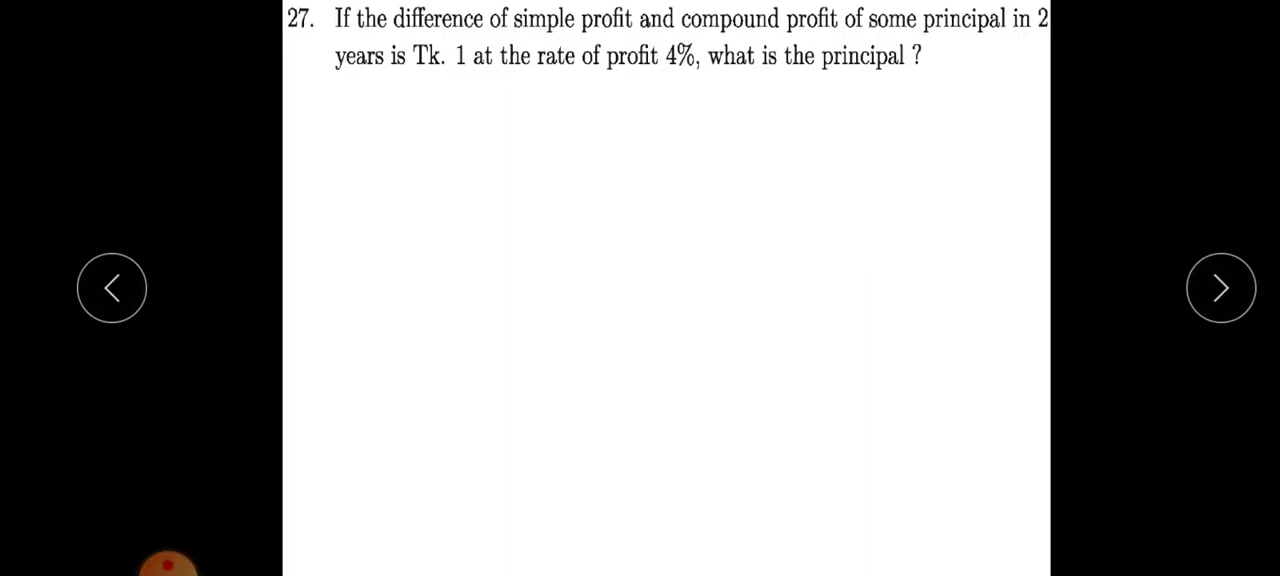 27. If the difference of simple profit and compound profit of some principal in 2
years is Tk. 1 at the rate of profit 4%, what is the principal ?